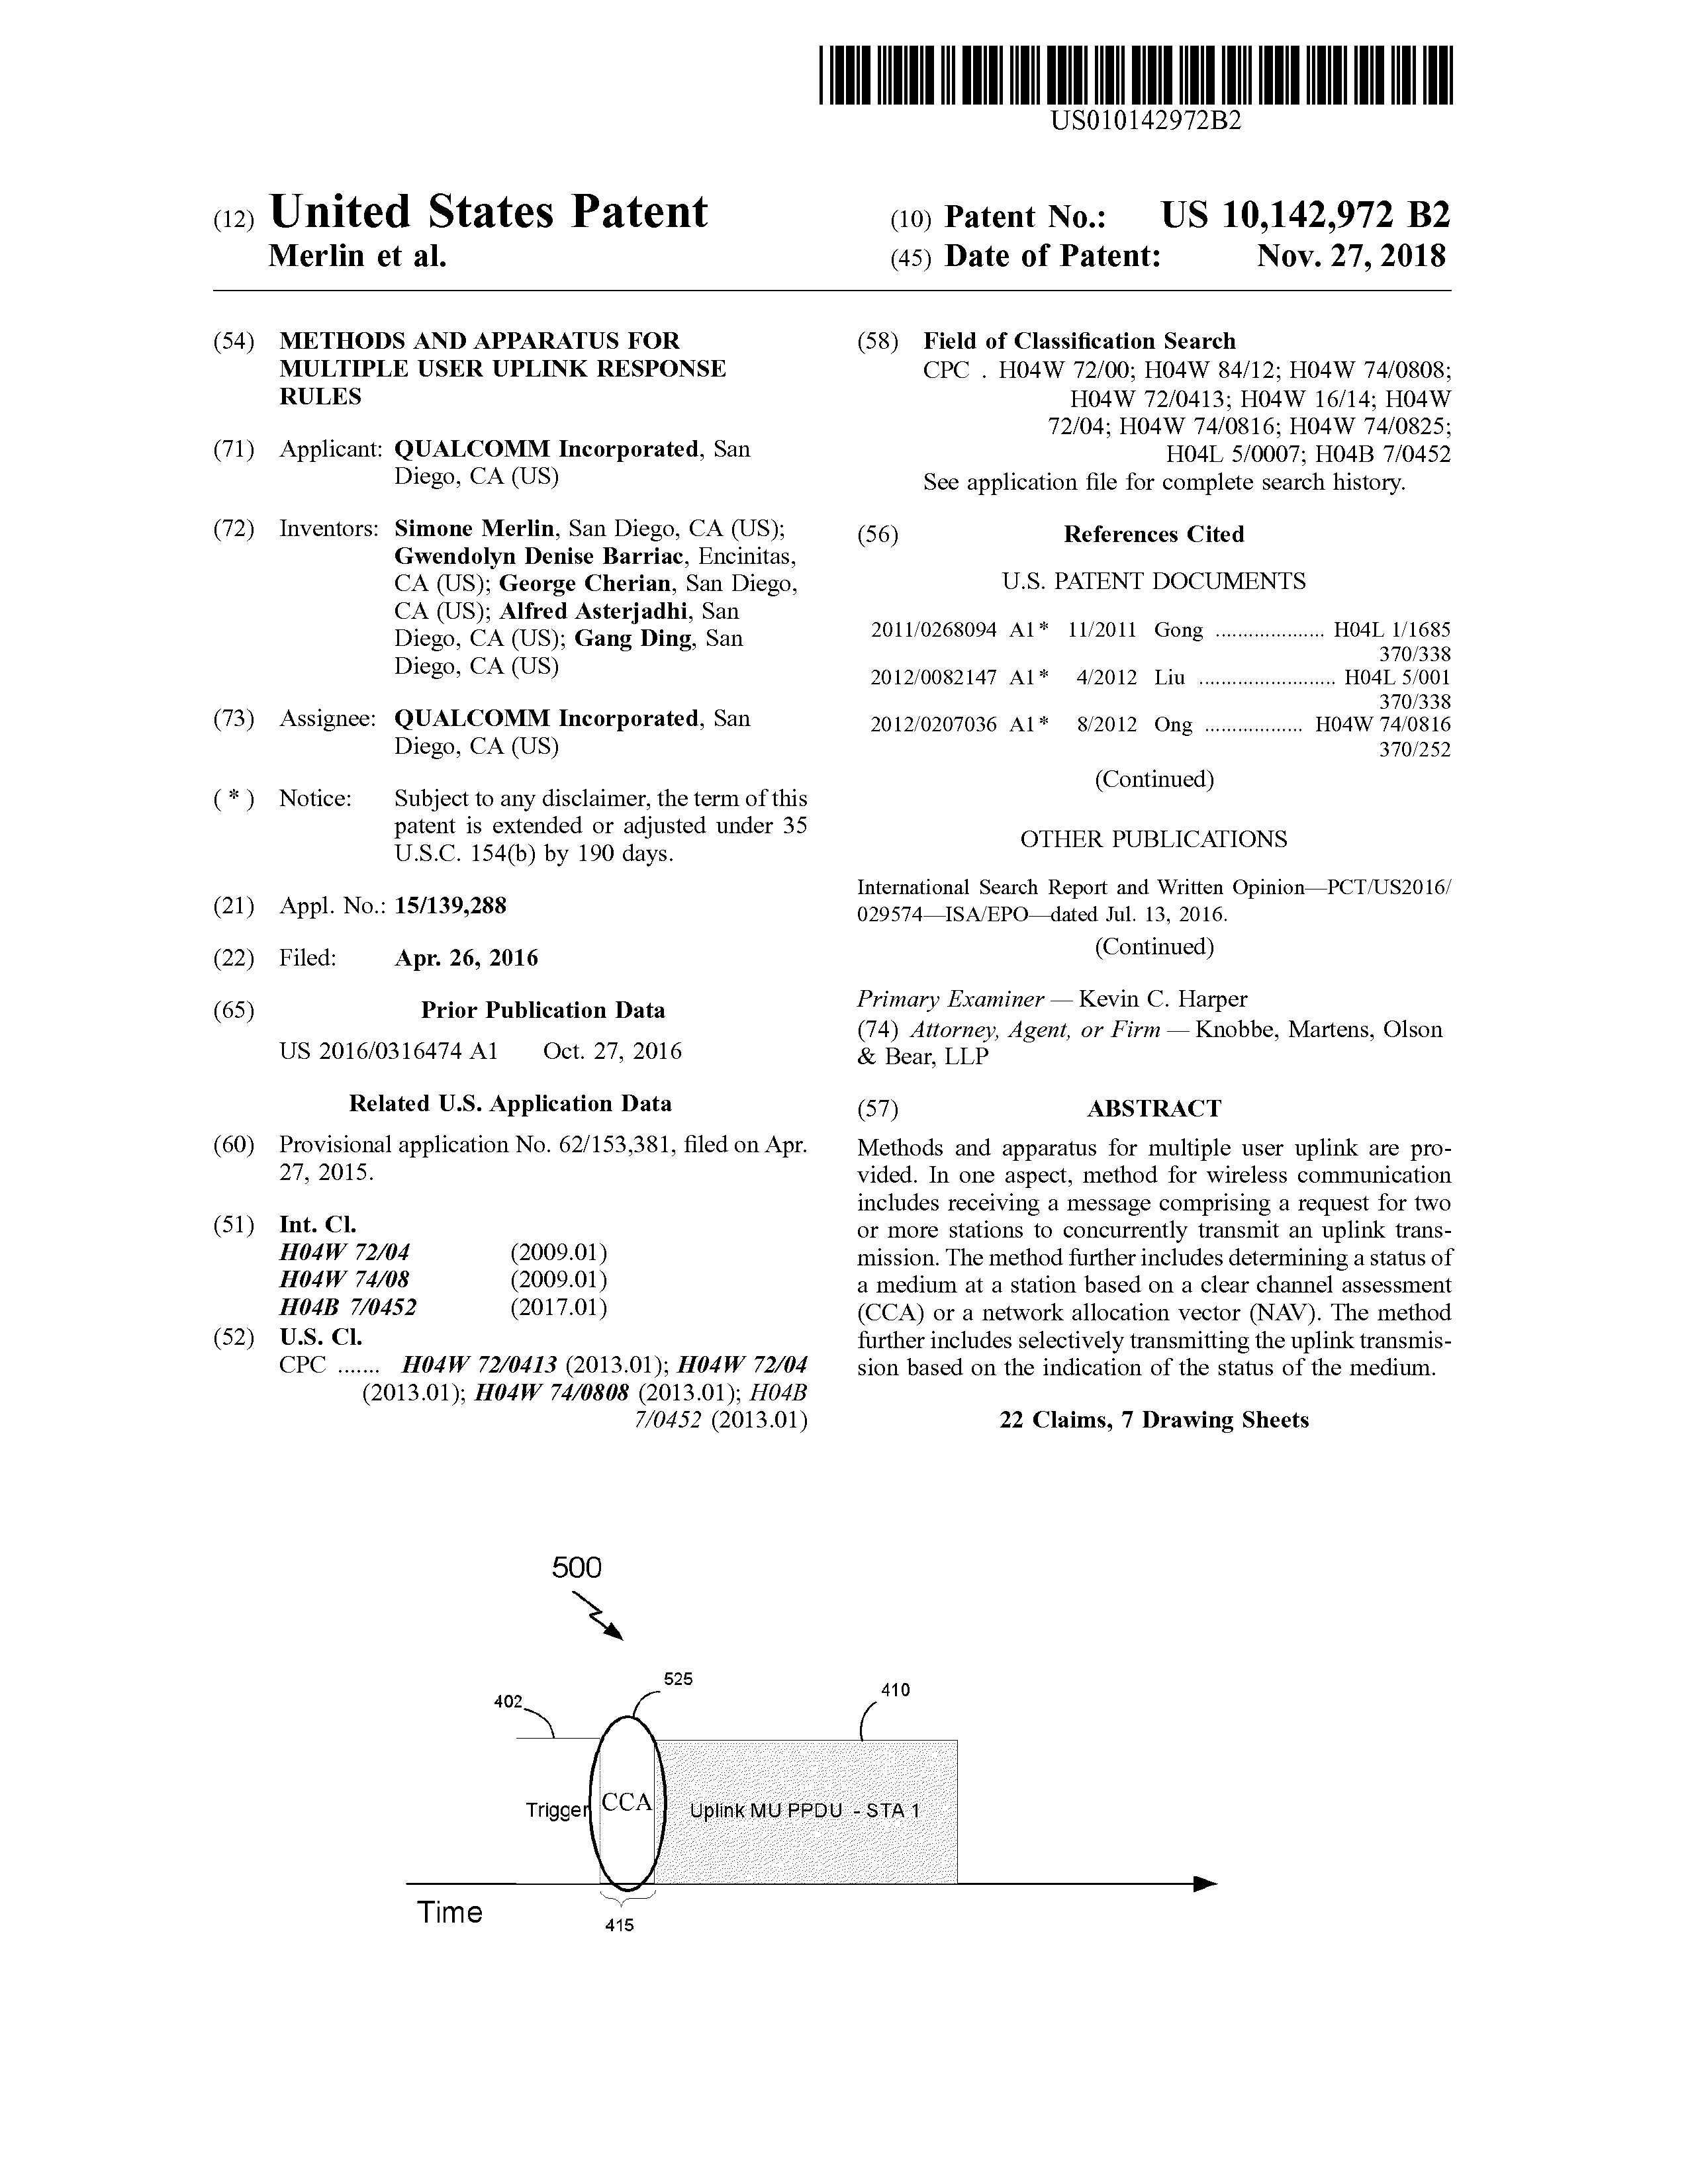 US010142972B2
(12) United States Patent
Merlin et al.
(10) Patent No.: US 10,142,972 B2
(45) Date of Patent: Nov. 27, 2018
(54) METHODS AND APPARATUS FOR
MULTIPLE USER UPLINK RESPONSE
RULES
(71) Applicant: QUALCOMM Incorporated, San
Diego, CA (US)
(72) Inventors: Simone Merlin, San Diego, CA (US);
Gwendolyn Denise Barriac, Encinitas,
CA (US); George Cherian, San Diego,
CA (US); Alfred Asterjadhi, San
Diego, CA (US); Gang Ding, San
Diego, CA (US)
(73) Assignee: QUALCOMM Incorporated, San
Diego, CA (US)
( * ) Notice: Subject to any disclaimer, the term of this
patent is extended or adjusted under 35
U.S.C. 154(b) by 190 days.
(21) Appl. No.: 15/139,288
(22) Filed: Apr. 26, 2016
(65) Prior Publication Data
US 2016/0316474 A1 Oct. 27, 2016
Related U.S. Application Data
(60) Provisional application No. 62/153,381, filed on Apr.
27, 2015.
(51) Int. Cl.
H04W 72/04 (2009.01)
H04W 74/08 (2009.01)
H04B 7/0452 (2017.01)
(52) U.S. Cl.
CPC ....... H04W 72/0413 (2013.01); H04W 72/04
(2013.01); H04W 74/0808 (2013.01); H04B
7/0452 (2013.01)
(58) Field of Classification Search
CPC . H04W 72/00; H04W 84/12; H04W 74/0808;
H04W 72/0413; H04W 16/14; H04W
72/04; H04W 74/0816; H04W 74/0825;
H04L 5/0007; H04B 7/0452
See application file for complete search history.
(56) References Cited
U.S. PATENT DOCUMENTS
2011/0268094 A1* 11/2011 Gong .................... H04L 1/1685
370/338
2012/0082147 A1* 4/2012 Liu ......................... H04L 5/001
370/338
2012/0207036 A1* 8/2012 Ong .................. H04W 74/0816
370/252
(Continued)
OTHER PUBLICATIONS
International Search Report and Written Opinion—PCT/US2016/
029574—ISA/EPO—dated Jul. 13, 2016.
(Continued)
Primary Examiner — Kevin C. Harper
(74) Attorney, Agent, or Firm — Knobbe, Martens, Olson
& Bear, LLP
(57) ABSTRACT
Methods and apparatus for multiple user uplink are pro-
vided. In one aspect, method for wireless communication
includes receiving a message comprising a request for two
or more stations to concurrently transmit an uplink trans-
mission. The method further includes determining a status of
a medium at a station based on a clear channel assessment
(CCA) or a network allocation vector (NAV). The method
further includes selectively transmitting the uplink transmis-
sion based on the indication of the status of the medium.
22 Claims, 7 Drawing Sheets
500
525
402
410
Trigger
CCA
Uplink MU PPDU - STA 1
Time
415